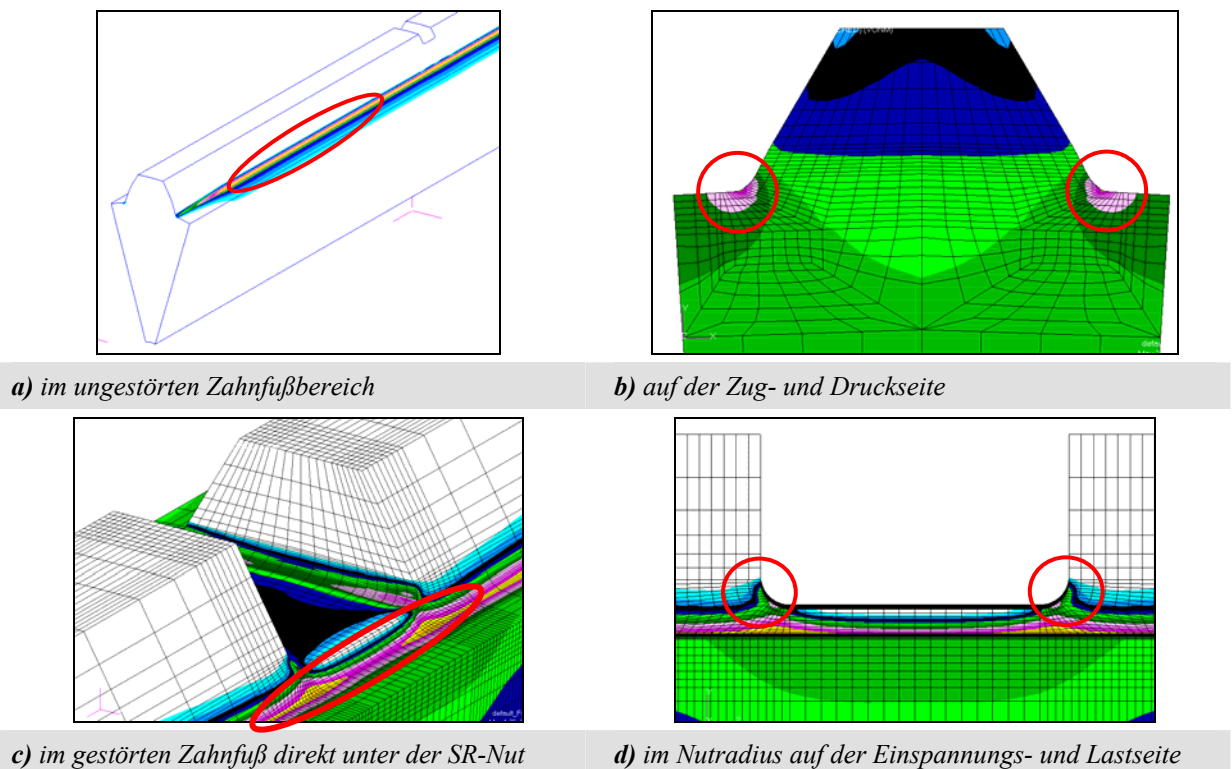 a) im ungestörten Zahnfußbereich
b) auf der Zug- und Druckseite
c) im gestörten Zahnfuß direkt unter der SR-Nut
d) im Nutradius auf der Einspannungs- und Lastseite